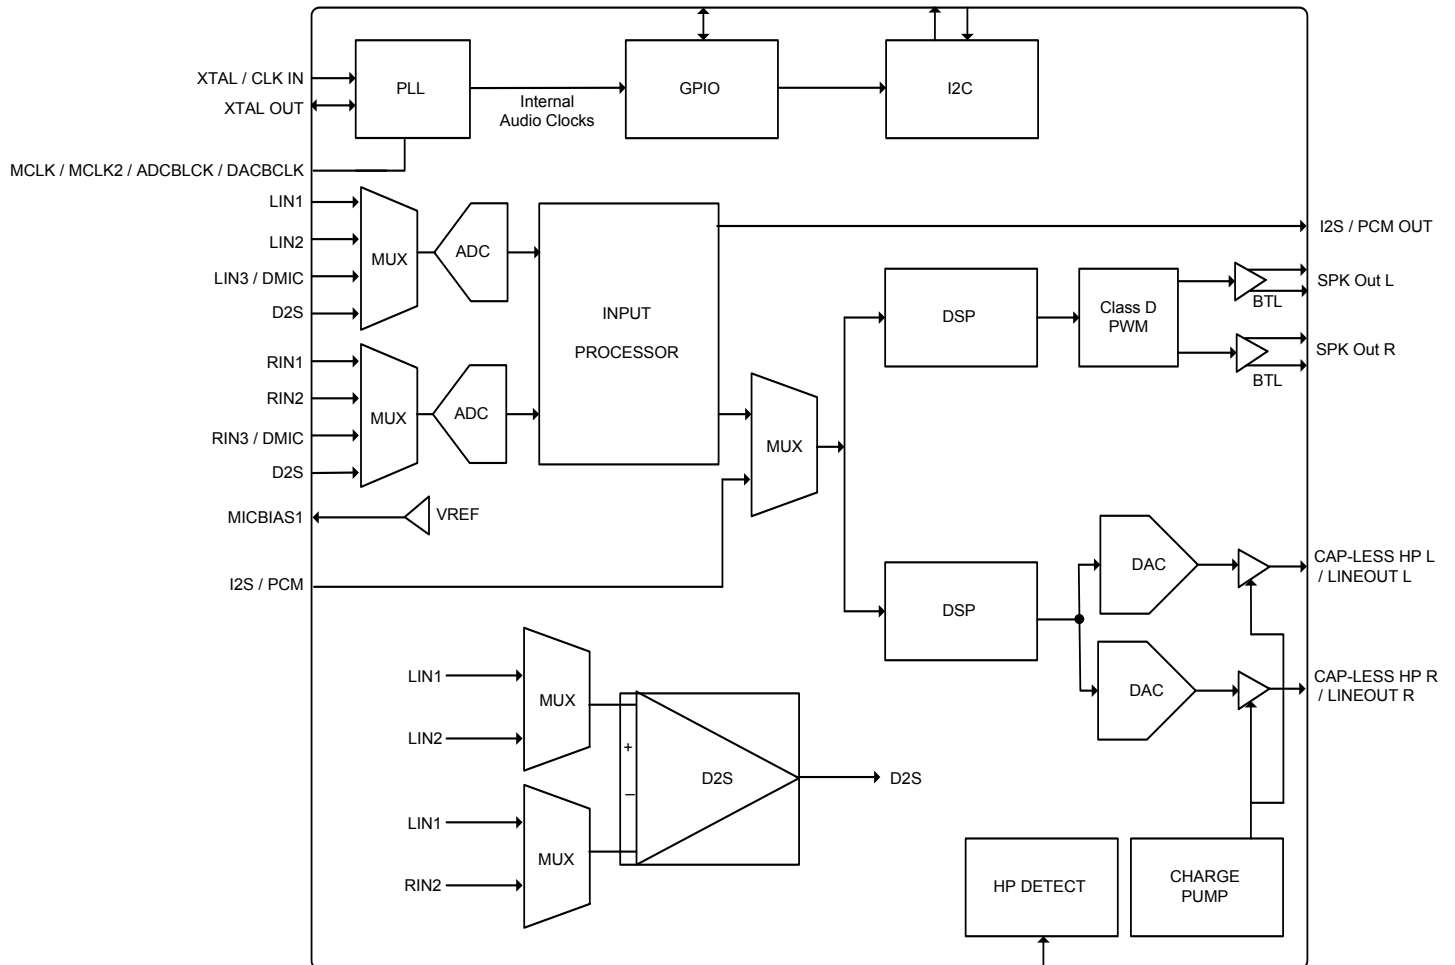 XTAL / CLK IN
XTAL OUT
PLL
Internal
Audio Clocks
GPIO
I2C
MCLK / MCLK2 / ADCBLCK / DACBCLK
LIN1
LIN2
LIN3 / DMIC
D2S
MUX
ADC
RIN1
RIN2
RIN3 / DMIC
D2S
MUX
ADC
INPUT
PROCESSOR
I2S / PCM OUT
MICBIAS1
VREF
I2S / PCM
MUX
DSP
Class D
PWM
BTL
SPK Out L
BTL
SPK Out R
DSP
DAC
CAP-LESS HP L
/ LINEOUT L
DAC
CAP-LESS HP R
/ LINEOUT R
LIN1
LIN2
MUX
LIN1
RIN2
MUX
+
–
D2S
D2S
HP DETECT
CHARGE
PUMP